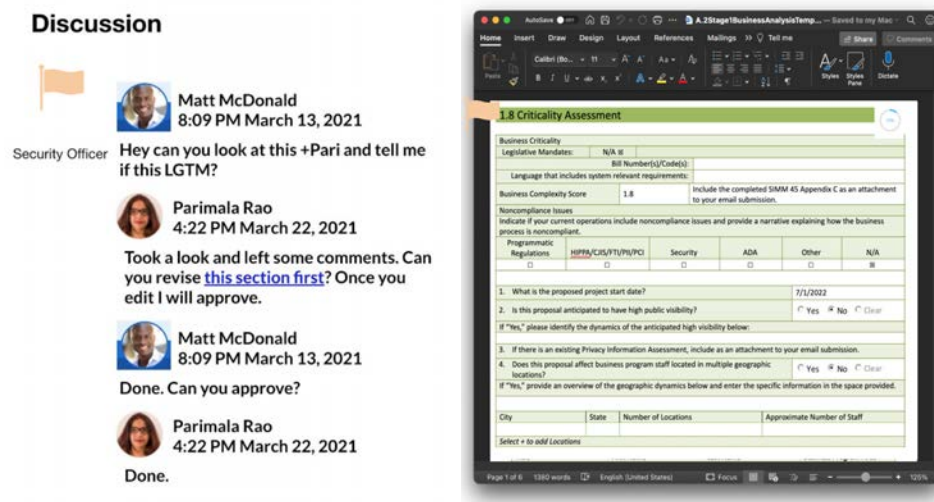 Discussion
Security Officer
Matt McDonald
8:09 PM March 13, 2021
Hey can you look at this +Pari and tell me
if this LGTM?
Parimala Rao
4:22 PM March 22, 2021
Took a look and left some comments. Can
you revise this section first? Once you
edit I will approve.
Matt McDonald
8:09 PM March 13, 2021
Done. Can you approve?
Parimala Rao
4:22 PM March 22, 2021
Done.
AutoSave
A.2Stage1BusinessAnalysisTemp... — Saved to my Mac
Home Insert Draw Design Layout References Mailings Tell me Share Comments
Paste Calibri (Bo... 11 Styles Styles Pane Dictate
1.8 Criticality Assessment
Business Criticality
Legislative Mandates: N/A
Bill Number(s)/Code(s):
Language that includes system relevant requirements:
Business Complexity Score 1.8 Include the completed SIMM 45 Appendix C as an attachment
to your email submission.
Noncompliance Issues
Indicate if your current operations include noncompliance issues and provide a narrative explaining how the business
process is noncompliant.
Programmatic Regulations HIPPA/CJIS/FTI/PII/PCI Security ADA Other N/A
1. What is the proposed project start date? 7/1/2022
2. Is this proposal anticipated to have high public visibility? Yes No Clear
If "Yes," please identify the dynamics of the anticipated high visibility below:
3. If there is an existing Privacy Information Assessment, include as an attachment to your email submission.
4. Does this proposal affect business program staff located in multiple geographic
locations? Yes No Clear
If "Yes," provide an overview of the geographic dynamics below and enter the specific information in the space provided.
City State Number of Locations Approximate Number of Staff
Select + to add Locations
Page 1 of 6 1380 words English (United States) Focus 125%